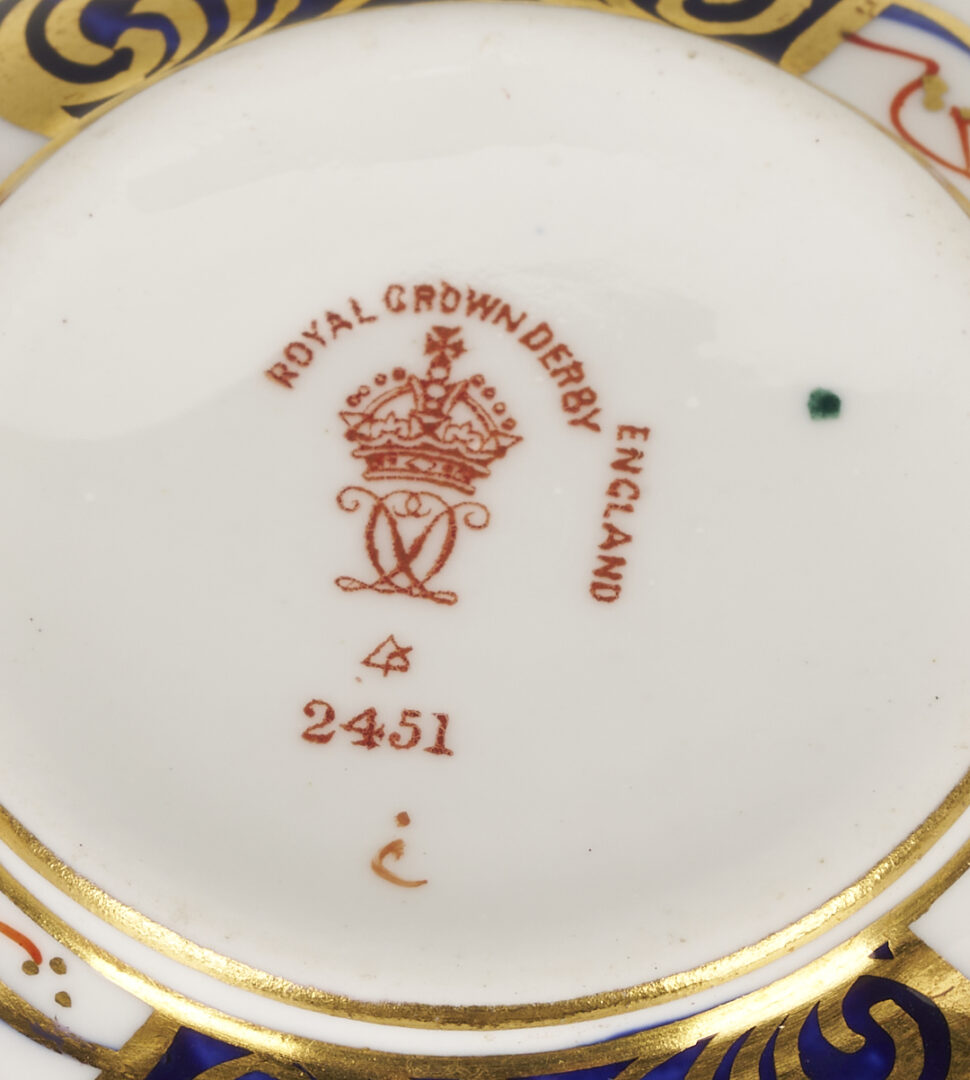 ROYAL CROWN DERBY
ENGLAND
2451